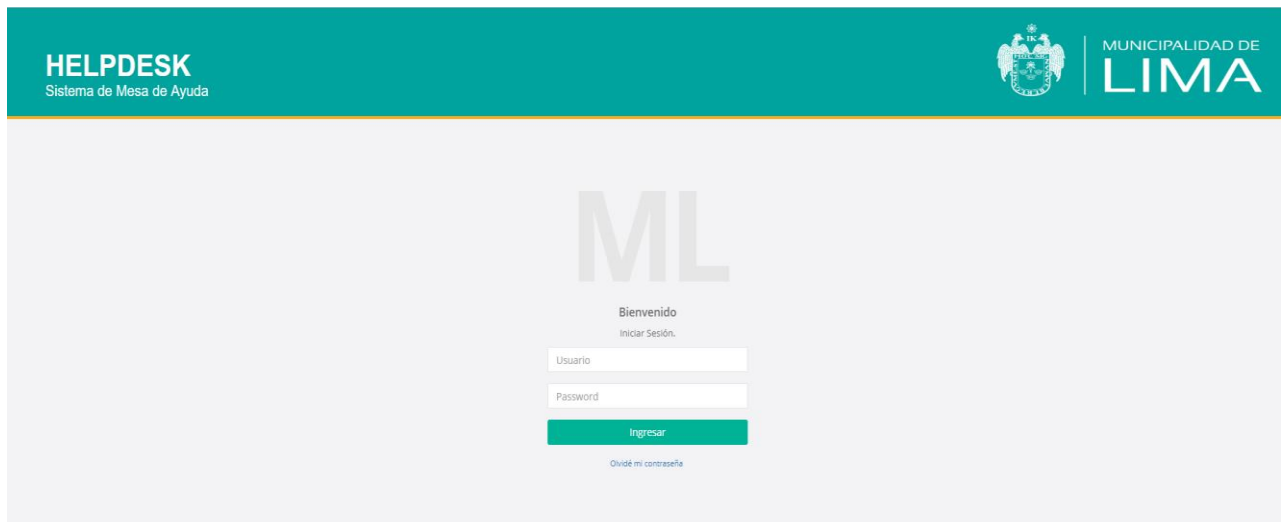 HELPDESK
Sistema de Mesa de Ayuda
IK
MUNICIPALIDAD DE
LIMA
ML
Bienvenido
Iniciar Sesión.
Usuario
Password
Ingresar
Olvidé mi contraseña